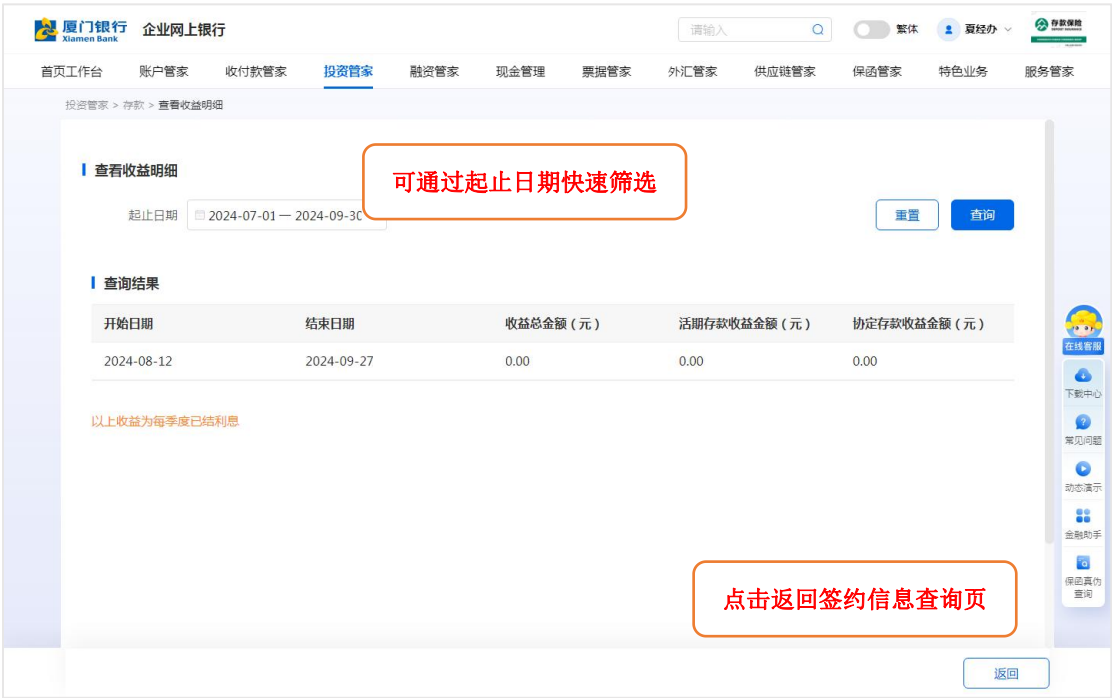 厦门银行 企业网上银行 请输入 繁体 夏经办 存款保险
Xiamen Bank
首页工作台 账户管家 收付款管家 投资管家 融资管家 现金管理 票据管家 外汇管家 供应链管家 保函管家 特色业务 服务管家
投资管家 > 存款 > 查看收益明细
查看收益明细
可通过起止日期快速筛选
起止日期 2024-07-01 — 2024-09-30 重置 查询
查询结果
开始日期 结束日期 收益总金额（元） 活期存款收益金额（元） 协定存款收益金额（元）
2024-08-12 2024-09-27 0.00 0.00 0.00
以上收益为每季度已结利息
在线客服
下载中心
常见问题
动态演示
金融助手
保函真伪
查询
点击返回签约信息查询页
返回